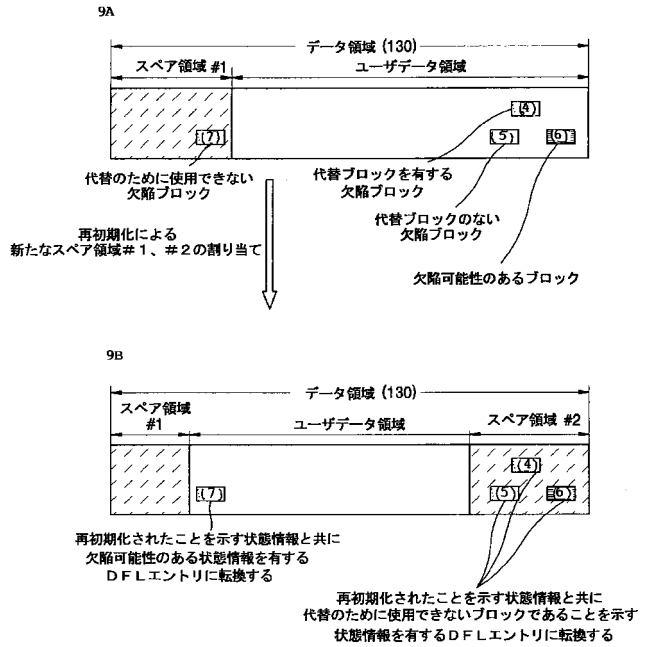 9A
データ領域 (130)
スペア領域 #1
ユーザデータ領域
(4)
(7)
(5)
(6)
代替のために使用できない
欠陥ブロック
代替ブロックを有する
欠陥ブロック
代替ブロックのない
欠陥ブロック
欠陥可能性のあるブロック
再初期化による
新たなスペア領域#1、#2の割り当て
9B
データ領域 (130)
スペア領域
#1
ユーザデータ領域
スペア領域 #2
(4)
(7)
(5)
(6)
再初期化されたことを示す状態情報と共に
欠陥可能性のある状態情報を有する
DFLエントリに転換する
再初期化されたことを示す状態情報と共に
代替のために使用できないブロックであることを示す
状態情報を有するDFLエントリに転換する